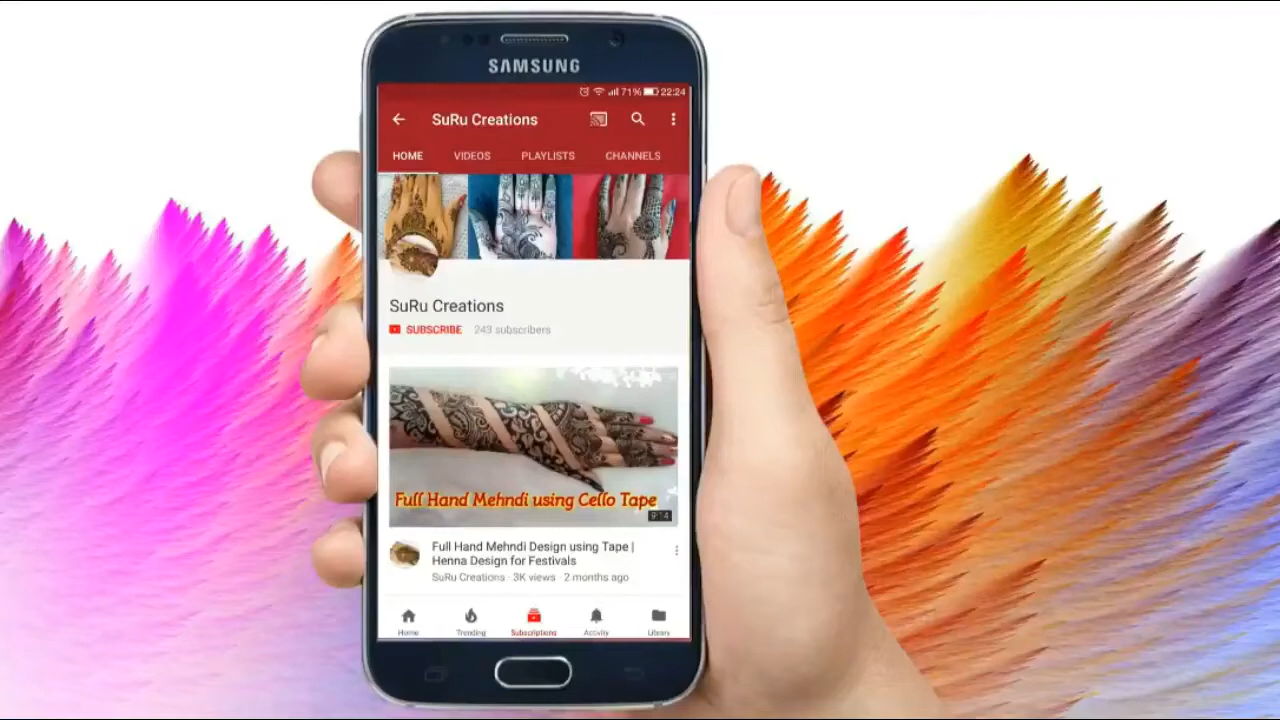 SAMSUNG
71% 22:24
SuRu Creations
HOME VIDEOS PLAYLISTS CHANNELS
SuRu Creations
SUBSCRIBE 243 subscribers
Full Hand Mehndi using Cello Tape
9:14
Full Hand Mehndi Design using Tape |
Henna Design for Festivals
SuRu Creations · 3K views · 2 months ago
Home Trending Subscriptions Activity Library